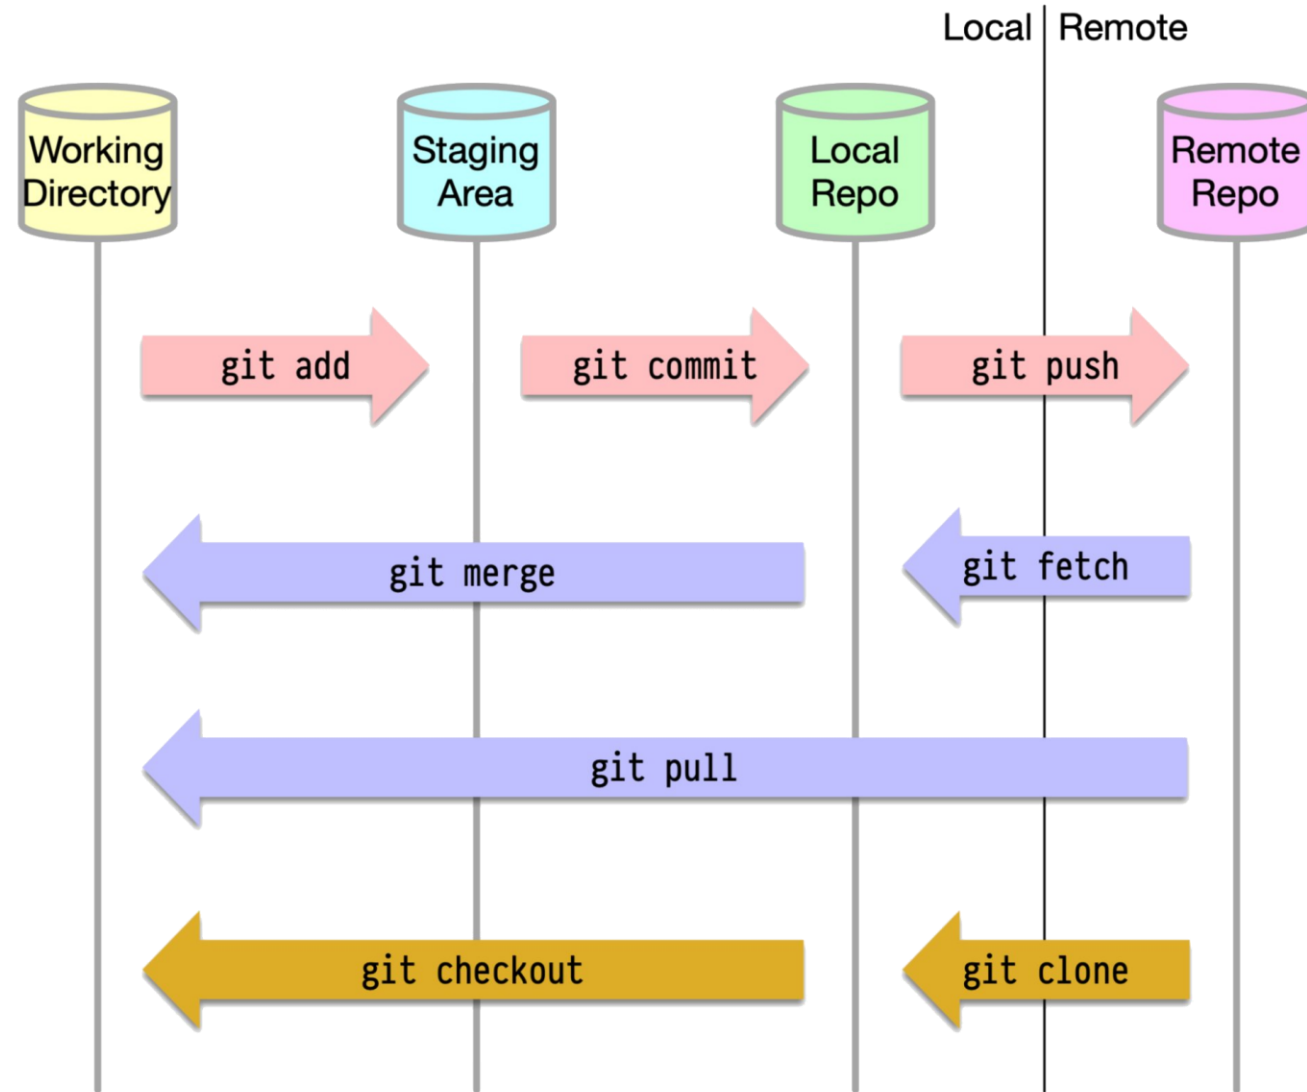 Local Remote
Working
Directory
Staging
Area
Local
Repo
Remote
Repo
git add
git commit
git push
git merge
git fetch
git pull
git checkout
git clone